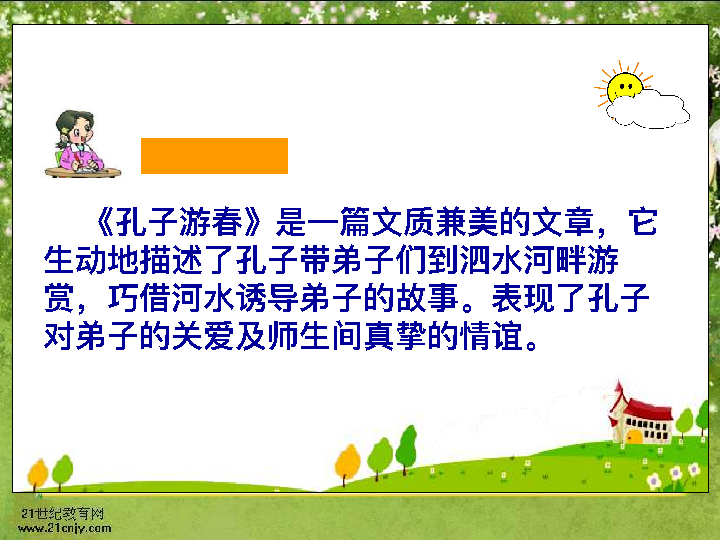 《孔子游春》是一篇文质兼美的文章，它
生动地描述了孔子带弟子们到泗水河畔游
赏，巧借河水诱导弟子的故事。表现了孔子
对弟子的关爱及师生间真挚的情谊。
21世纪教育网
www.21cnjy.com